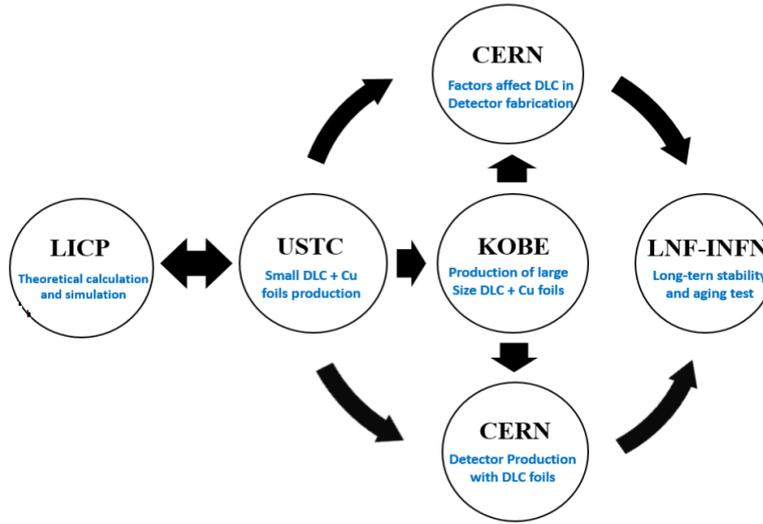 CERN
Factors affect DLC in
Detector fabrication
LICP
Theoretical calculation
and simulation
USTC
Small DLC + Cu
foils production
KOBE
Production of large
Size DLC + Cu foils
LNF-INFN
Long-tern stability
and aging test
CERN
Detector Production
with DLC foils